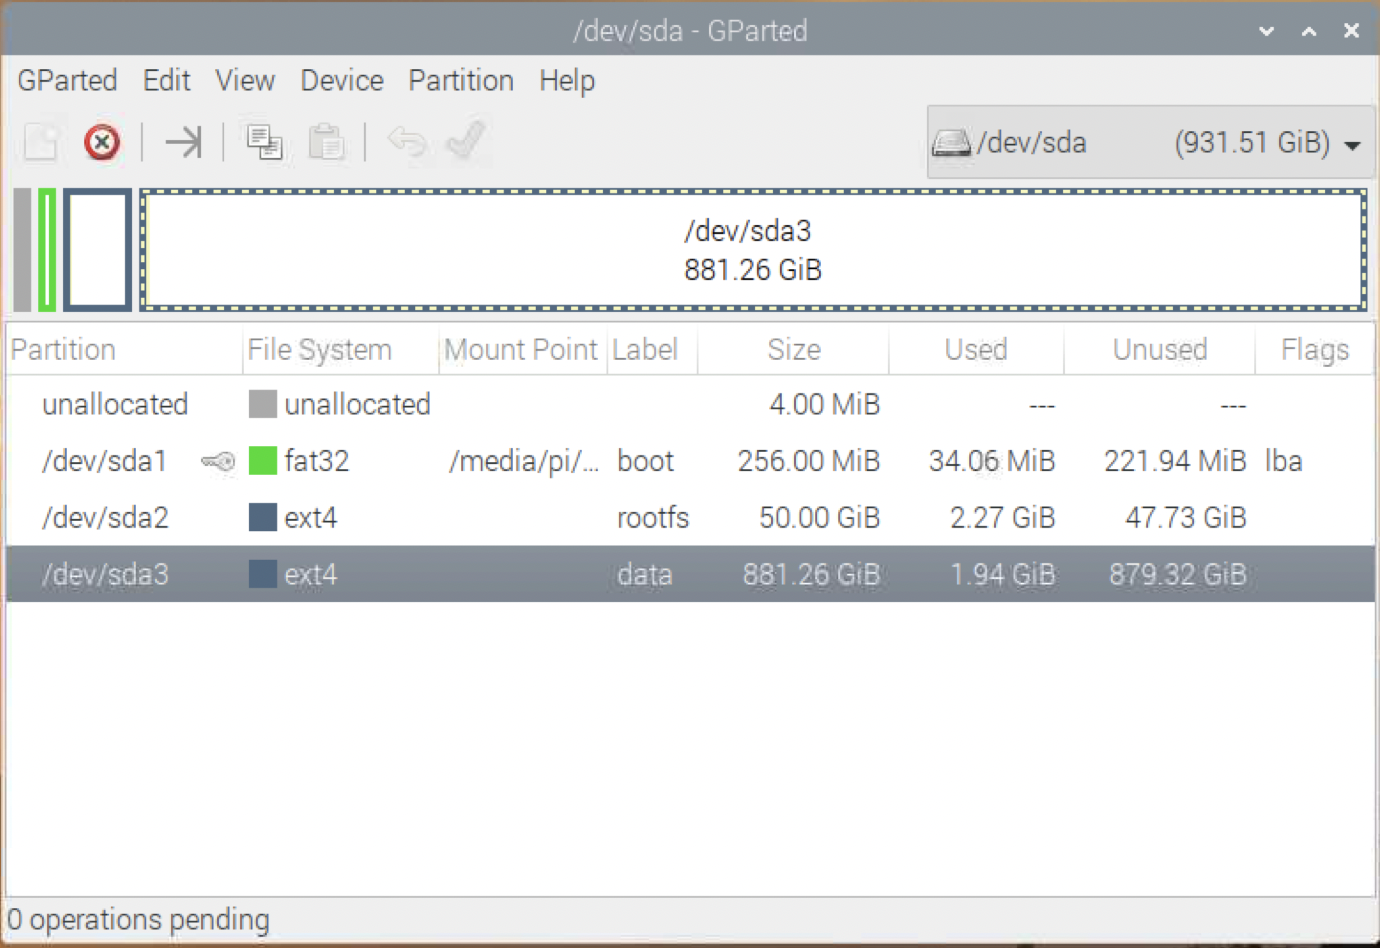 /dev/sda - GParted
GParted Edit View Device Partition Help
/dev/sda (931.51 GiB)
/dev/sda3
881.26 GiB
Partition File System Mount Point Label Size Used Unused Flags
unallocated unallocated 4.00 MiB --- ---
/dev/sda1 fat32 /media/pi/... boot 256.00 MiB 34.06 MiB 221.94 MiB lba
/dev/sda2 ext4 rootfs 50.00 GiB 2.27 GiB 47.73 GiB
/dev/sda3 ext4 data 881.26 GiB 1.94 GiB 879.32 GiB
0 operations pending